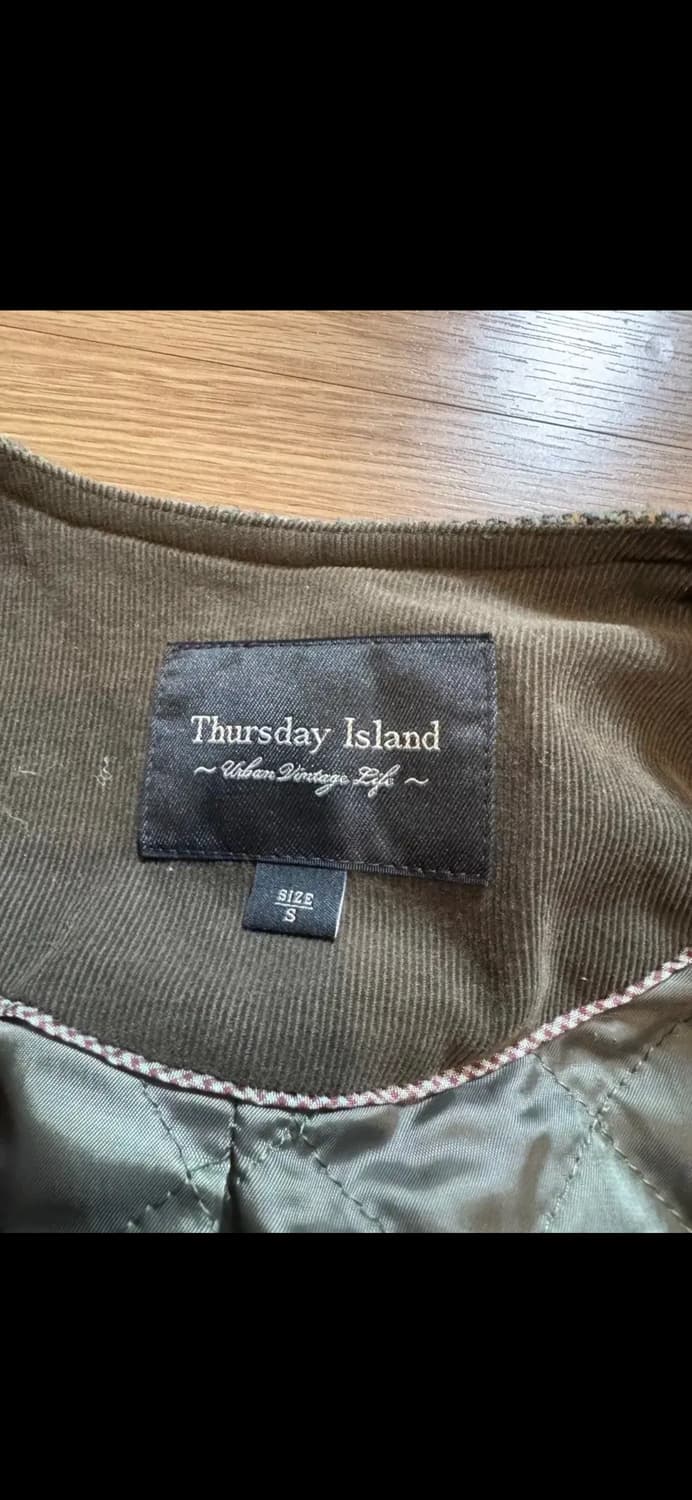 Thursday Island
~ Urban Vintage Life ~
SIZE
S